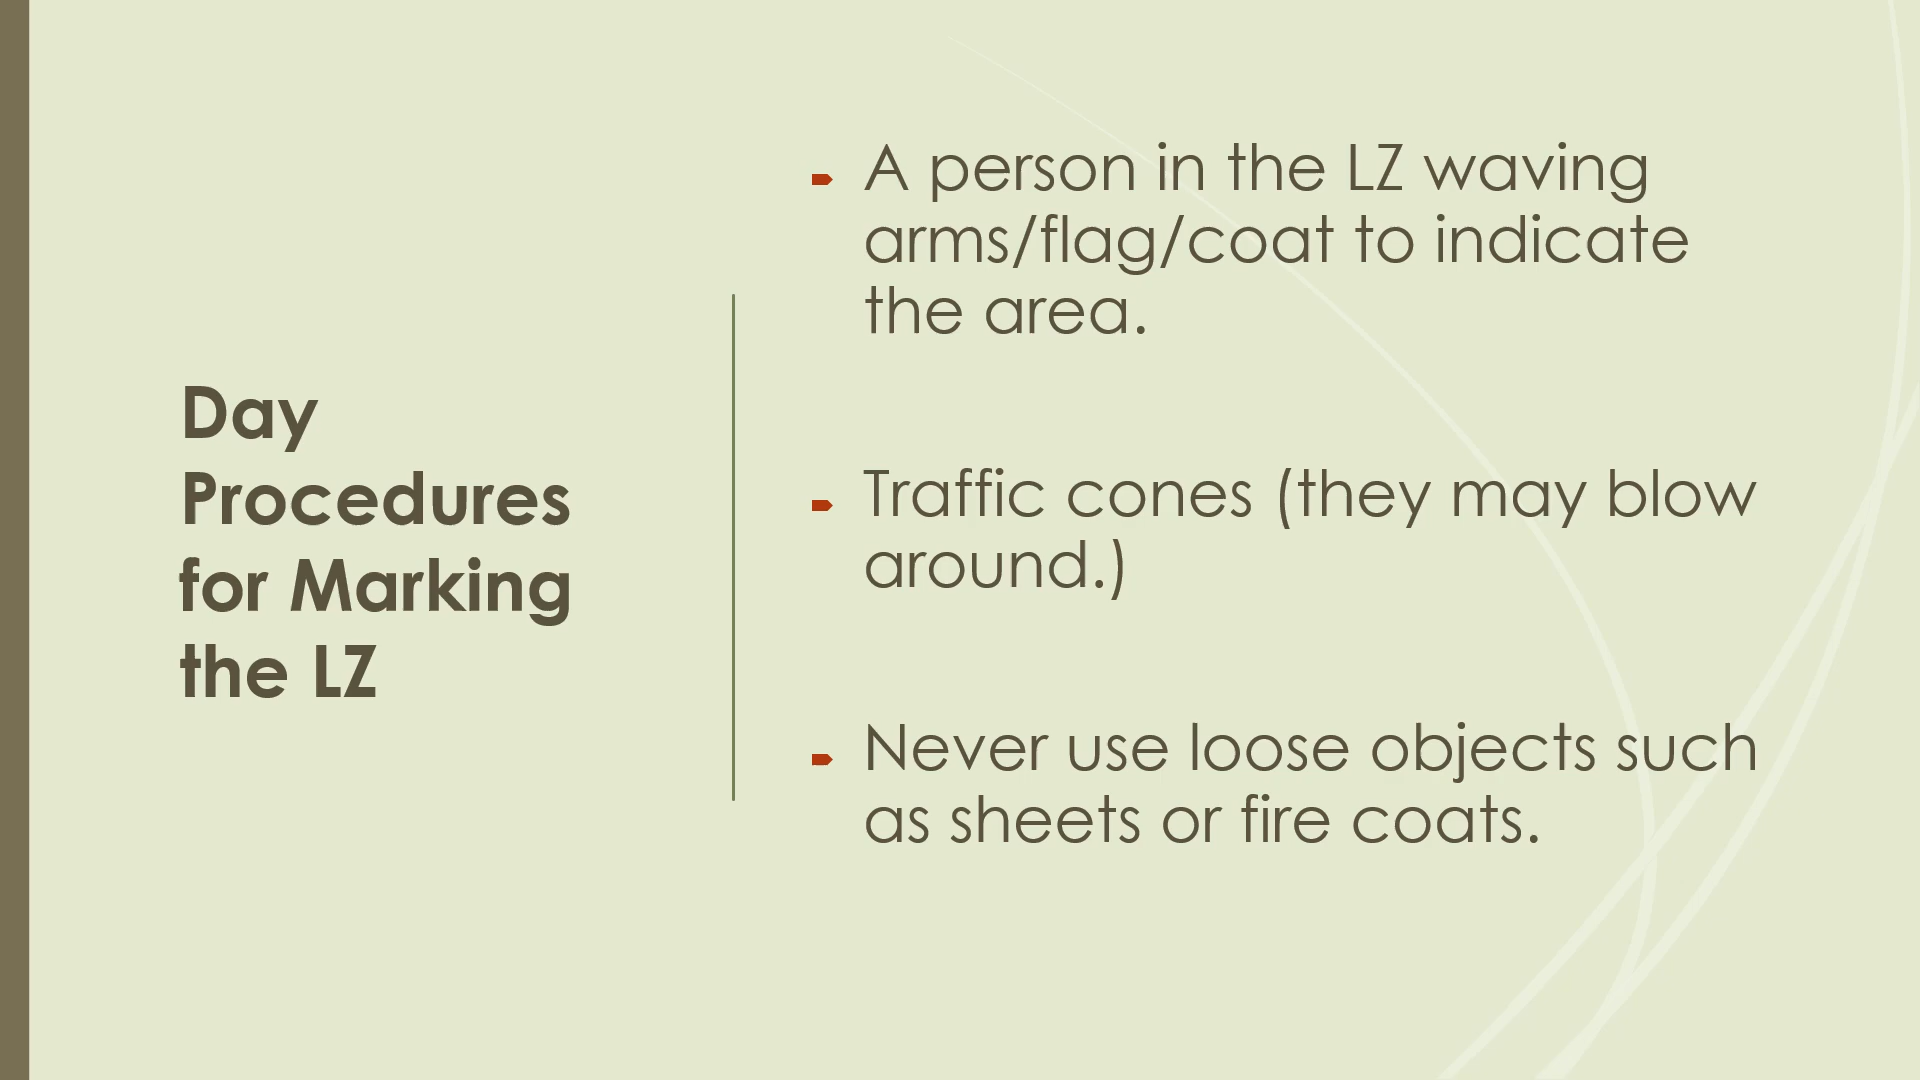 Day
Procedures
for Marking
the LZ
A person in the LZ waving
arms/flag/coat to indicate
the area.
Traffic cones (they may blow
around.)
Never use loose objects such
as sheets or fire coats.